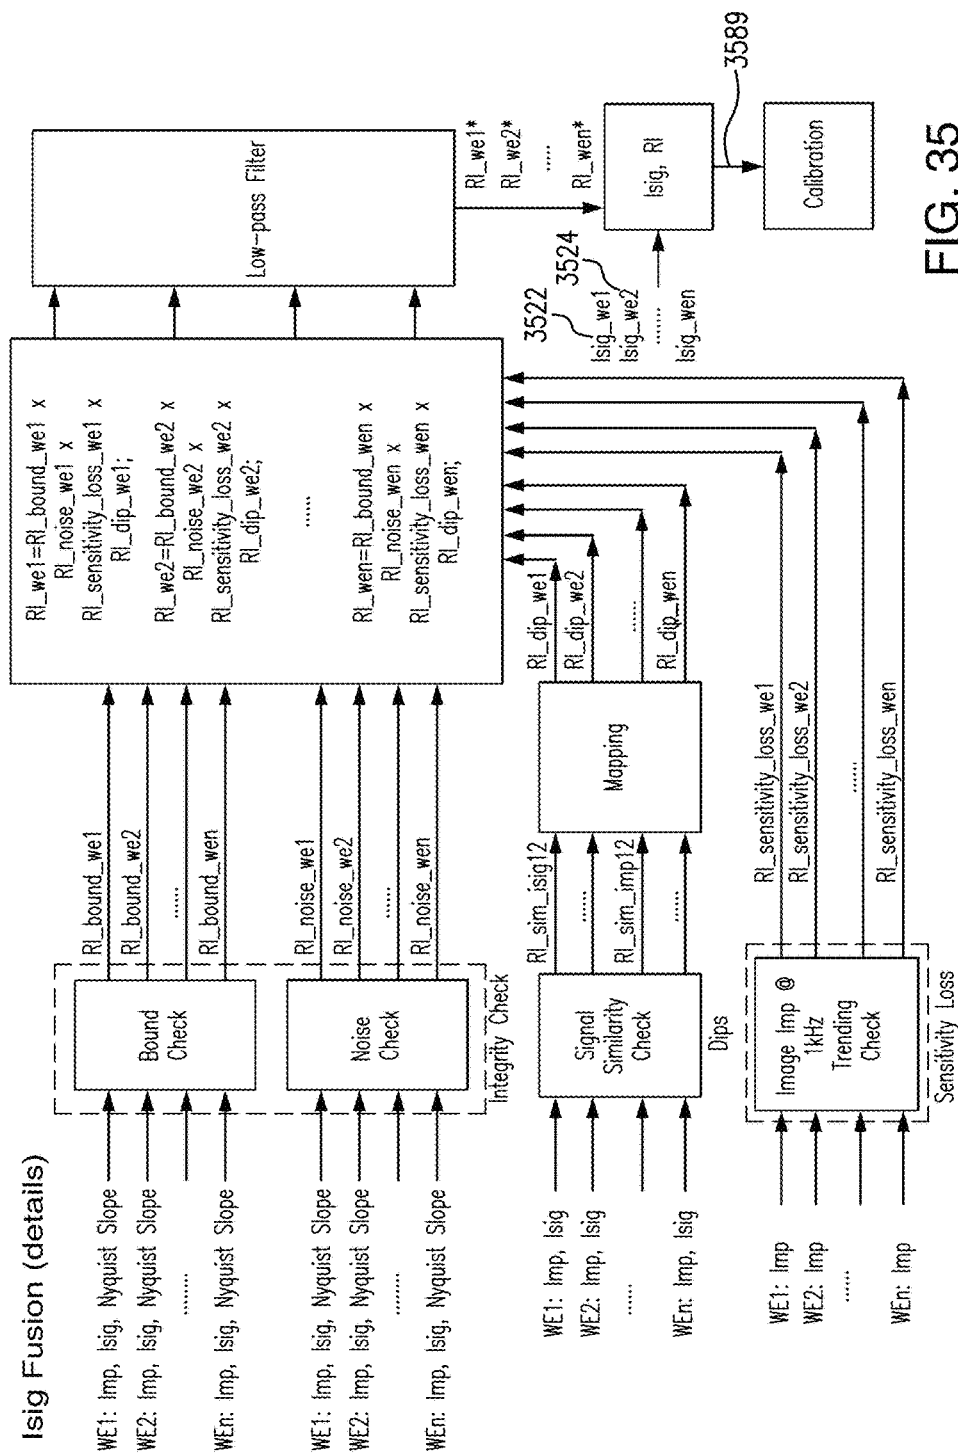 Isig Fusion (details)
WE1: Imp, Isig, Nyquist Slope
WE2: Imp, Isig, Nyquist Slope
.........
WEn: Imp, Isig, Nyquist Slope
Bound
Check
RI_bound_we1
RI_bound_we2
......
RI_bound_wen
WE1: Imp, Isig, Nyquist Slope
WE2: Imp, Isig, Nyquist Slope
.........
WEn: Imp, Isig, Nyquist Slope
Noise
Check
Integrity Check
RI_noise_we1
RI_noise_we2
......
RI_noise_wen
WE1: Imp, Isig
WE2: Imp, Isig
......
WEn: Imp, Isig
Signal
Similarity
Check
Dips
RI_sim_isig12
......
RI_sim_imp12
......
Mapping
RI_dip_we1
RI_dip_we2
......
RI_dip_wen
WE1: Imp
WE2: Imp
......
WEn: Imp
Image Imp @
1kHz
Trending
Check
Sensitivity Loss
RI_sensitivity_loss_we1
RI_sensitivity_loss_we2
......
RI_sensitivity_loss_wen
RI_we1=RI_bound_we1 x
RI_noise_we1 x
RI_sensitivity_loss_we1 x
RI_dip_we1;
RI_we2=RI_bound_we2 x
RI_noise_we2 x
RI_sensitivity_loss_we2 x
RI_dip_we2;
......
RI_wen=RI_bound_wen x
RI_noise_wen x
RI_sensitivity_loss_wen x
RI_dip_wen;
Low-pass Filter
RI_we1*
RI_we2*
......
RI_wen*
3522
3524
Isig_we1
Isig_we2
.......
Isig_wen
Isig, RI
3589
Calibration
FIG. 35